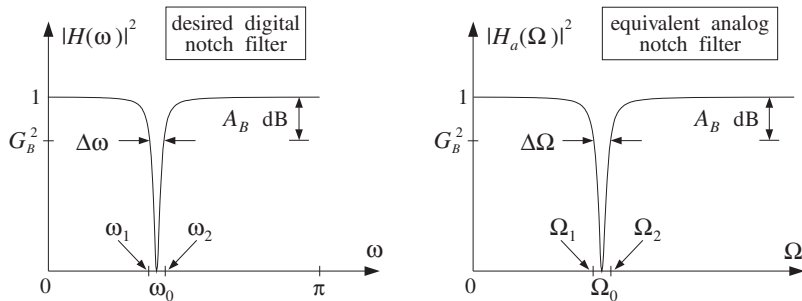 |H(ω)|²
desired digital
notch filter
1
A_B dB
G_B²
Δω
ω₁
ω₂
ω
0
ω₀
π
|H_a(Ω)|²
equivalent analog
notch filter
1
A_B dB
G_B²
ΔΩ
Ω₁
Ω₂
Ω
0
Ω₀